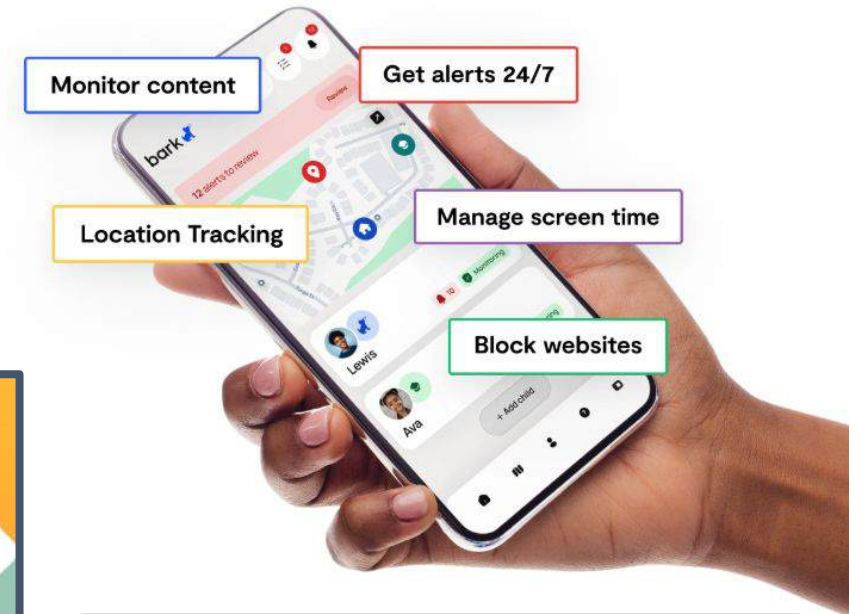 Monitor content
Get alerts 24/7
bark
Review
12 alerts to review
Location Tracking
Manage screen time
10
Monitoring
Lewis
Block websites
Ava
+ Add child